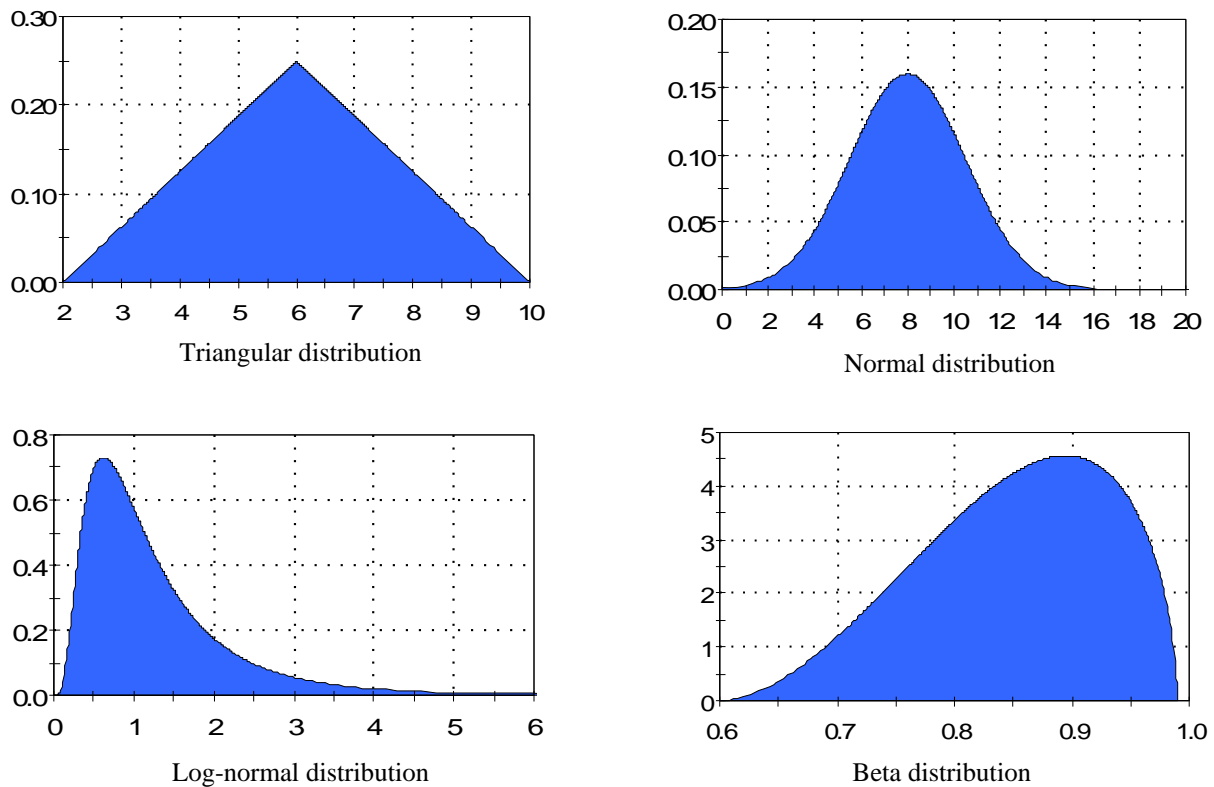 0.30
0.20
0.10
0.00
2 3 4 5 6 7 8 9 10
Triangular distribution
0.20
0.15
0.10
0.05
0.00
0 2 4 6 8 10 12 14 16 18 20
Normal distribution
0.8
0.6
0.4
0.2
0.0
0 1 2 3 4 5 6
Log-normal distribution
5
4
3
2
1
0
0.6 0.7 0.8 0.9 1.0
Beta distribution